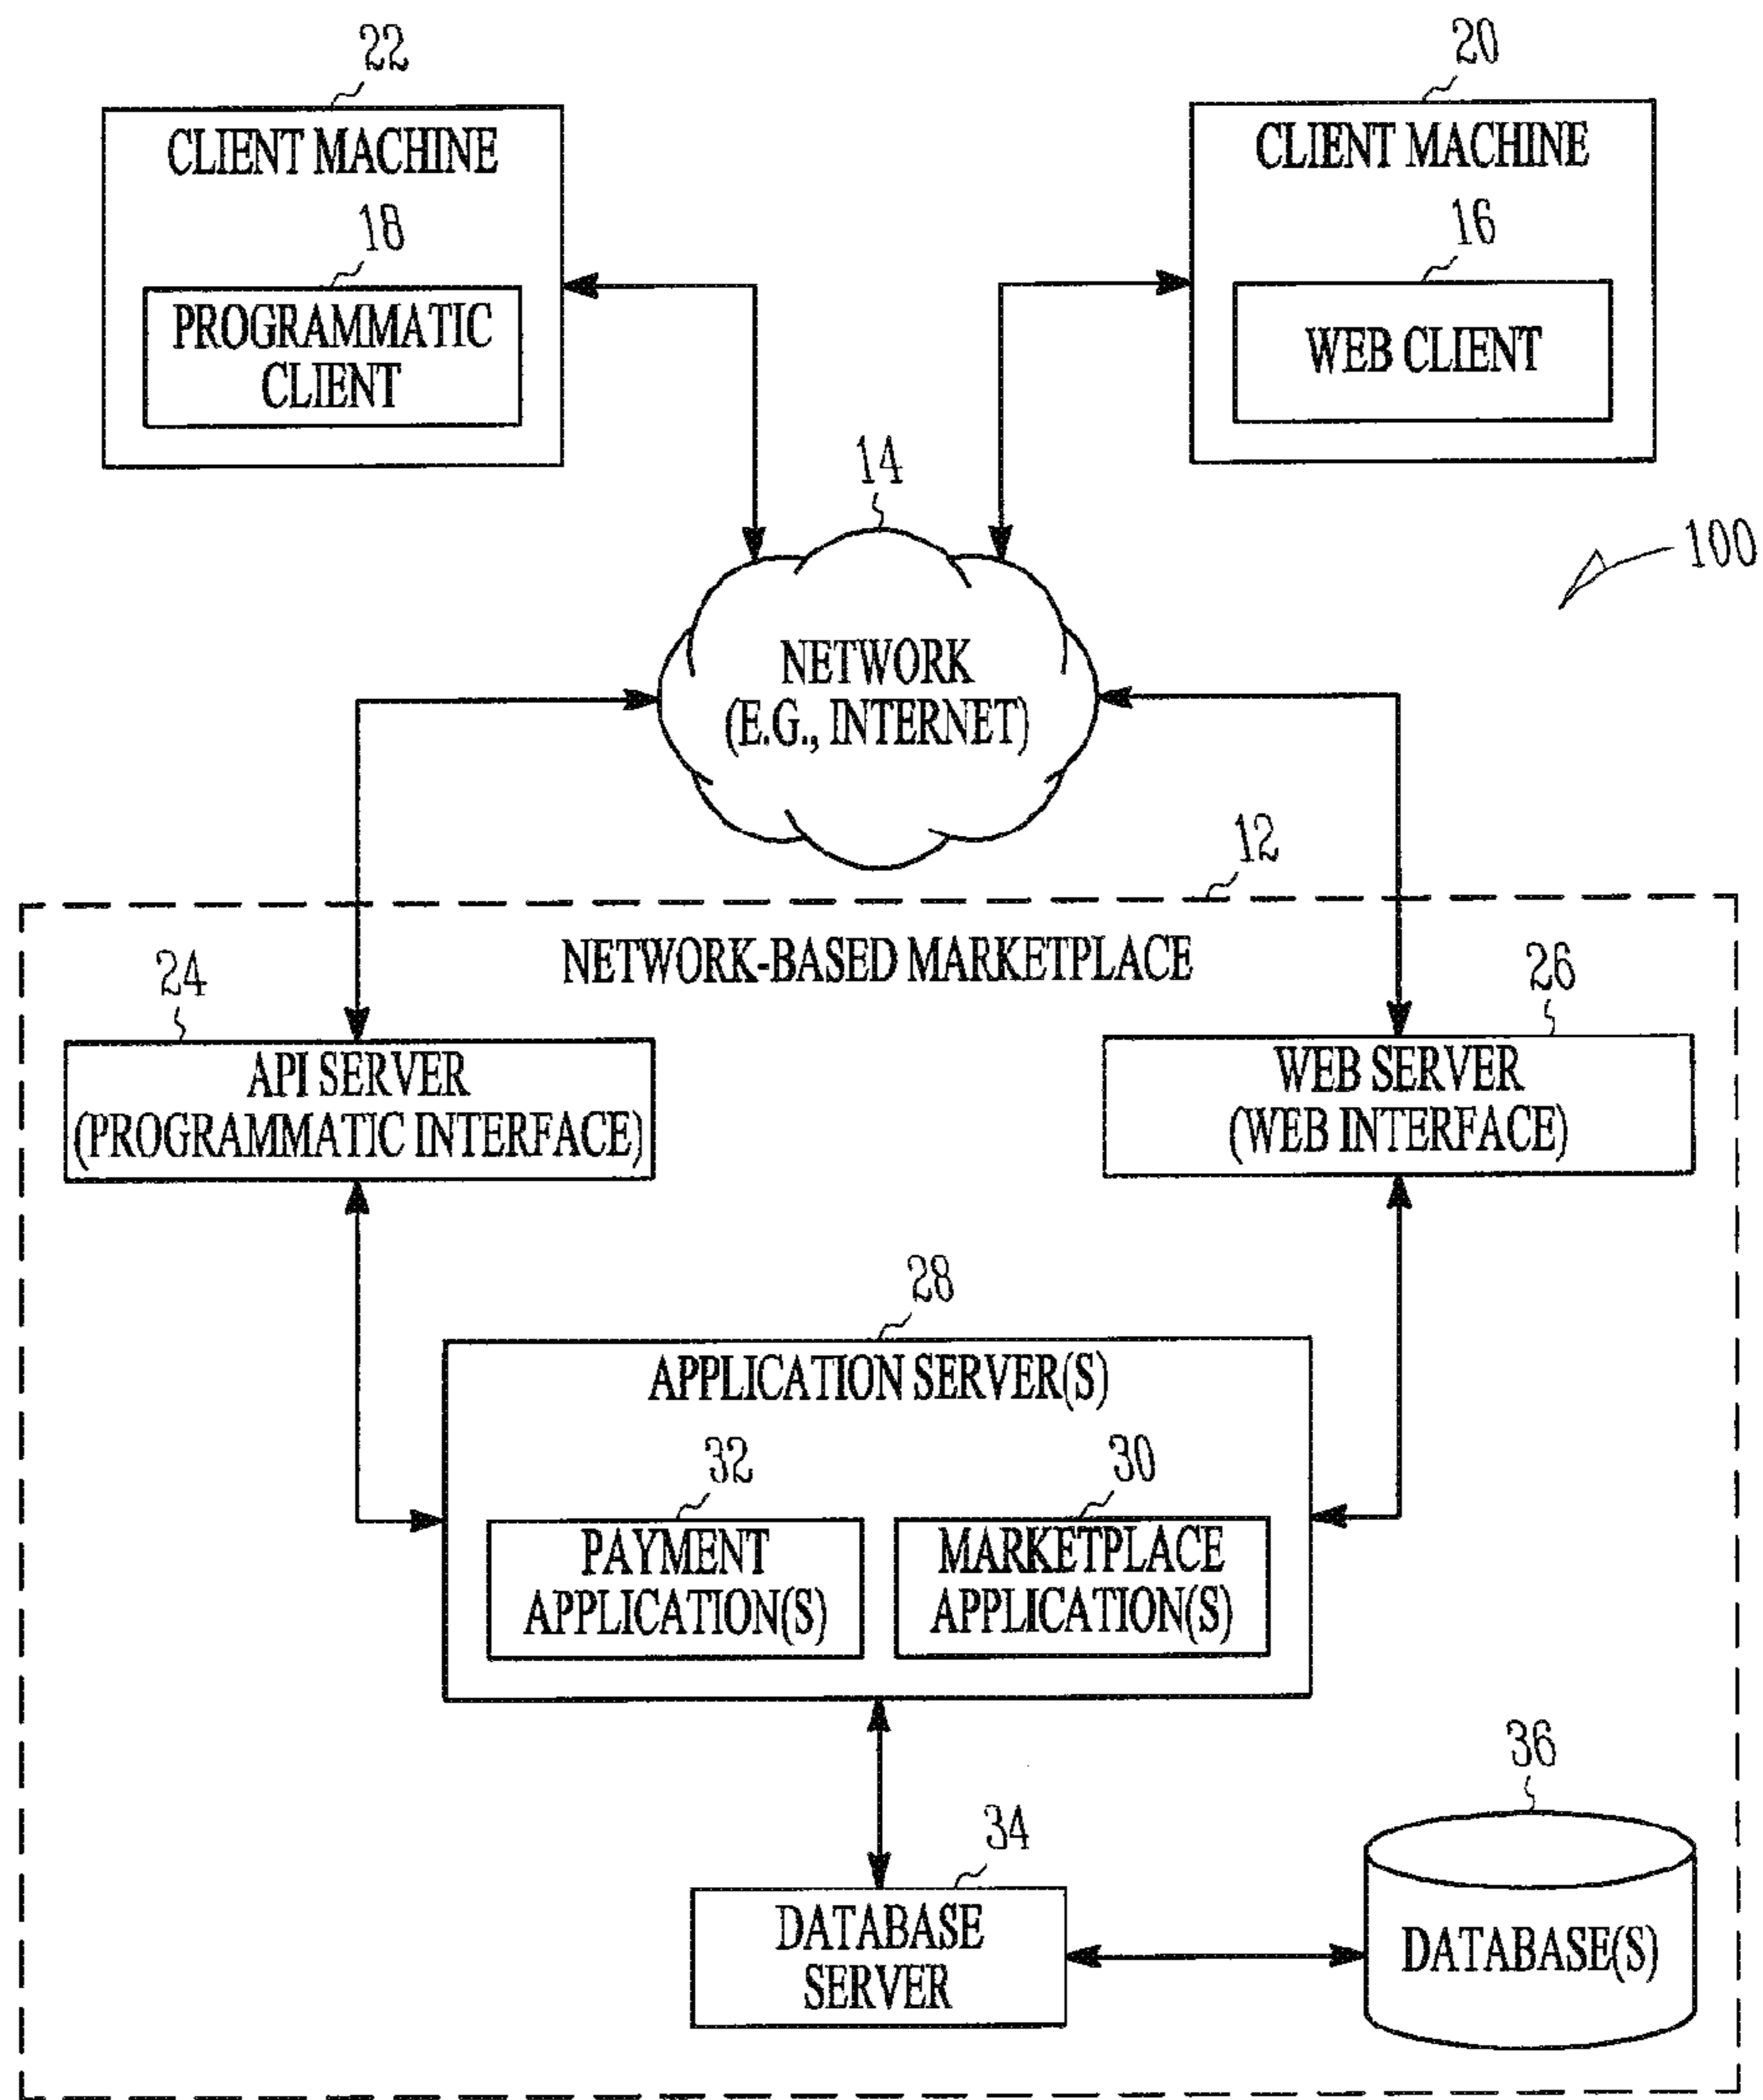 22
CLIENT MACHINE
18
PROGRAMMATIC
CLIENT
20
CLIENT MACHINE
16
WEB CLIENT
14
NETWORK
(E.G., INTERNET)
100
12
NETWORK-BASED MARKETPLACE
24
API SERVER
(PROGRAMMATIC INTERFACE)
26
WEB SERVER
(WEB INTERFACE)
28
APPLICATION SERVER(S)
32
PAYMENT
APPLICATION(S)
30
MARKETPLACE
APPLICATION(S)
34
DATABASE
SERVER
36
DATABASE(S)